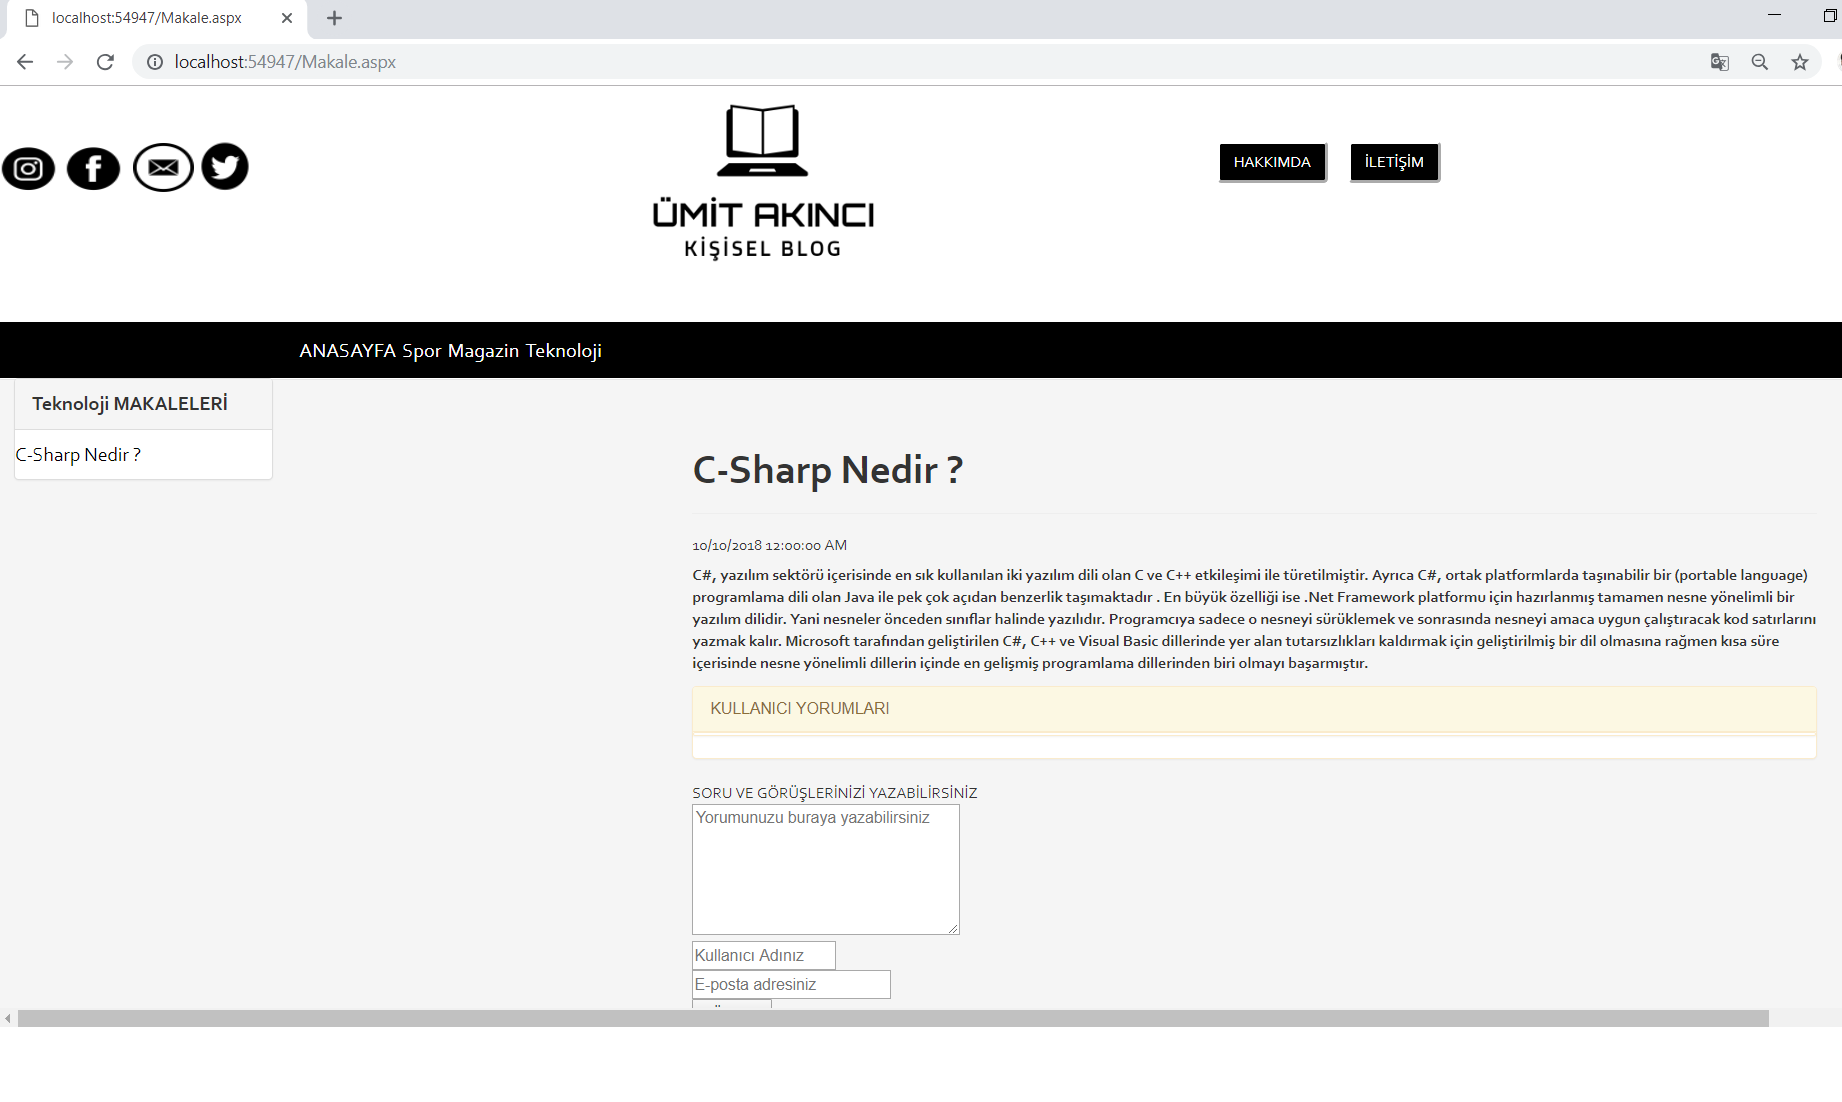 localhost:54947/Makale.aspx
localhost:54947/Makale.aspx
ÜMİT AKINCI
KİŞİSEL BLOG
HAKKIMDA
İLETİŞİM
ANASAYFA Spor Magazin Teknoloji
Teknoloji MAKALELERİ
C-Sharp Nedir ?
C-Sharp Nedir ?
10/10/2018 12:00:00 AM
C#, yazılım sektörü içerisinde en sık kullanılan iki yazılım dili olan C ve C++ etkileşimi ile türetilmiştir. Ayrıca C#, ortak platformlarda taşınabilir bir (portable language)
programlama dili olan Java ile pek çok açıdan benzerlik taşımaktadır . En büyük özelliği ise .Net Framework platformu için hazırlanmış tamamen nesne yönelimli bir
yazılım dilidir. Yani nesneler önceden sınıflar halinde yazılıdır. Programcıya sadece o nesneyi sürüklemek ve sonrasında nesneyi amaca uygun çalıştıracak kod satırlarını
yazmak kalır. Microsoft tarafından geliştirilen C#, C++ ve Visual Basic dillerinde yer alan tutarsızlıkları kaldırmak için geliştirilmiş bir dil olmasına rağmen kısa süre
içerisinde nesne yönelimli dillerin içinde en gelişmiş programlama dillerinden biri olmayı başarmıştır.
KULLANICI YORUMLARI
SORU VE GÖRÜŞLERİNİZİ YAZABİLİRSİNİZ
Yorumunuzu buraya yazabilirsiniz
Kullanıcı Adınız
E-posta adresiniz